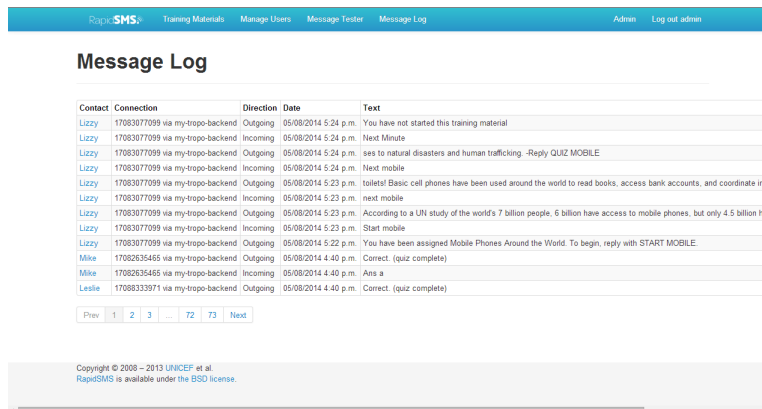 RapidSMS Training Materials Manage Users Message Tester Message Log Admin Log out admin
Message Log
Contact Connection Direction Date Text
Lizzy 17083077099 via my-tropo-backend Outgoing 05/08/2014 5:24 p.m. You have not started this training material
Lizzy 17083077099 via my-tropo-backend Incoming 05/08/2014 5:24 p.m. Next Minute
Lizzy 17083077099 via my-tropo-backend Outgoing 05/08/2014 5:24 p.m. ses to natural disasters and human trafficking. -Reply QUIZ MOBILE
Lizzy 17083077099 via my-tropo-backend Incoming 05/08/2014 5:24 p.m. Next mobile
Lizzy 17083077099 via my-tropo-backend Outgoing 05/08/2014 5:23 p.m. toilets! Basic cell phones have been used around the world to read books, access bank accounts, and coordinate
Lizzy 17083077099 via my-tropo-backend Incoming 05/08/2014 5:23 p.m. next mobile
Lizzy 17083077099 via my-tropo-backend Outgoing 05/08/2014 5:23 p.m. According to a UN study of the world's 7 billion people, 6 billion have access to mobile phones, but only 4.5 billion
Lizzy 17083077099 via my-tropo-backend Incoming 05/08/2014 5:23 p.m. Start mobile
Lizzy 17083077099 via my-tropo-backend Outgoing 05/08/2014 5:22 p.m. You have been assigned Mobile Phones Around the World. To begin, reply with START MOBILE.
Mike 17082635465 via my-tropo-backend Outgoing 05/08/2014 4:40 p.m. Correct. (quiz complete)
Mike 17082635465 via my-tropo-backend Incoming 05/08/2014 4:40 p.m. Ans a
Leslie 17088333971 via my-tropo-backend Outgoing 05/08/2014 4:40 p.m. Correct. (quiz complete)
Prev 1 2 3 ... 72 73 Next
Copyright © 2008 – 2013 UNICEF et al.
RapidSMS is available under the BSD license.